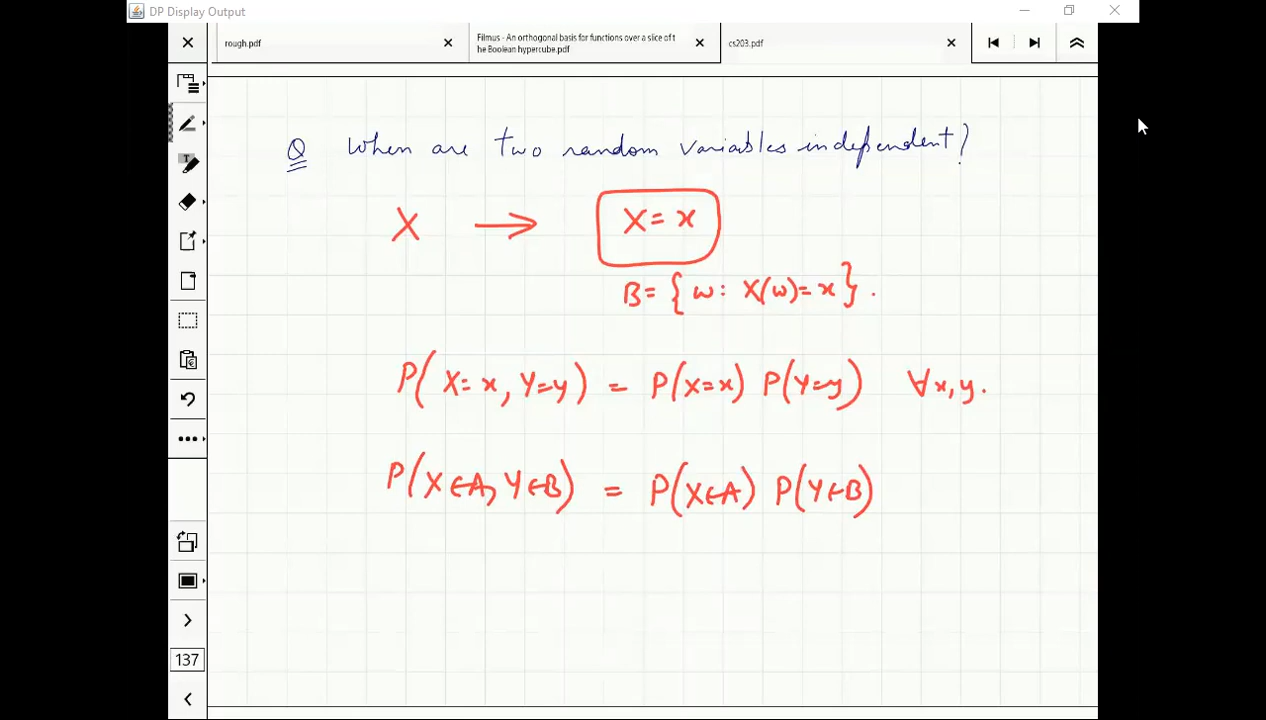 DP Display Output
rough.pdf
Filmus - An orthogonal basis for functions over a slice of t
he Boolean hypercube.pdf
cs203.pdf
Q When are two random variables independent?
X → X = x
B = { ω : X(ω) = x } .
P( X = x, Y = y ) = P(X = x) P(Y = y) ∀x, y.
P( X ∈ A, Y ∈ B ) = P(X ∈ A) P(Y ∈ B)
137